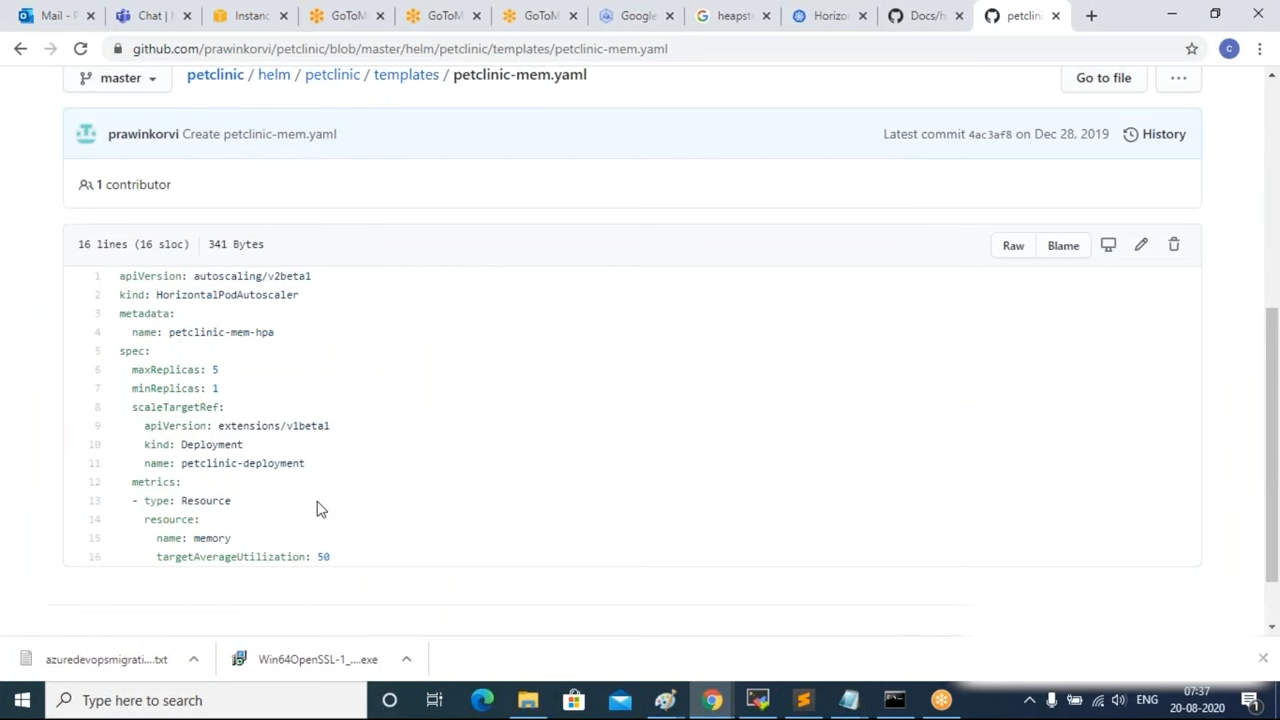 Mail - P
Chat |
Instanc
GoToM
GoToM
GoToM
Google
heapste
Horizor
Docs/h
petclini
github.com/prawinkorvi/petclinic/blob/master/helm/petclinic/templates/petclinic-mem.yaml
C
master
petclinic / helm / petclinic / templates / petclinic-mem.yaml
Go to file
...
prawinkorvi Create petclinic-mem.yaml
Latest commit 4ac3af8 on Dec 28, 2019
History
1 contributor
16 lines (16 sloc) 341 Bytes
Raw
Blame
1 apiVersion: autoscaling/v2beta1
2 kind: HorizontalPodAutoscaler
3 metadata:
4 name: petclinic-mem-hpa
5 spec:
6 maxReplicas: 5
7 minReplicas: 1
8 scaleTargetRef:
9 apiVersion: extensions/v1beta1
10 kind: Deployment
11 name: petclinic-deployment
12 metrics:
13 - type: Resource
14 resource:
15 name: memory
16 targetAverageUtilization: 50
azuredevopsmigrati....txt
Win64OpenSSL-1_....exe
Type here to search
ENG
07:37
20-08-2020
1